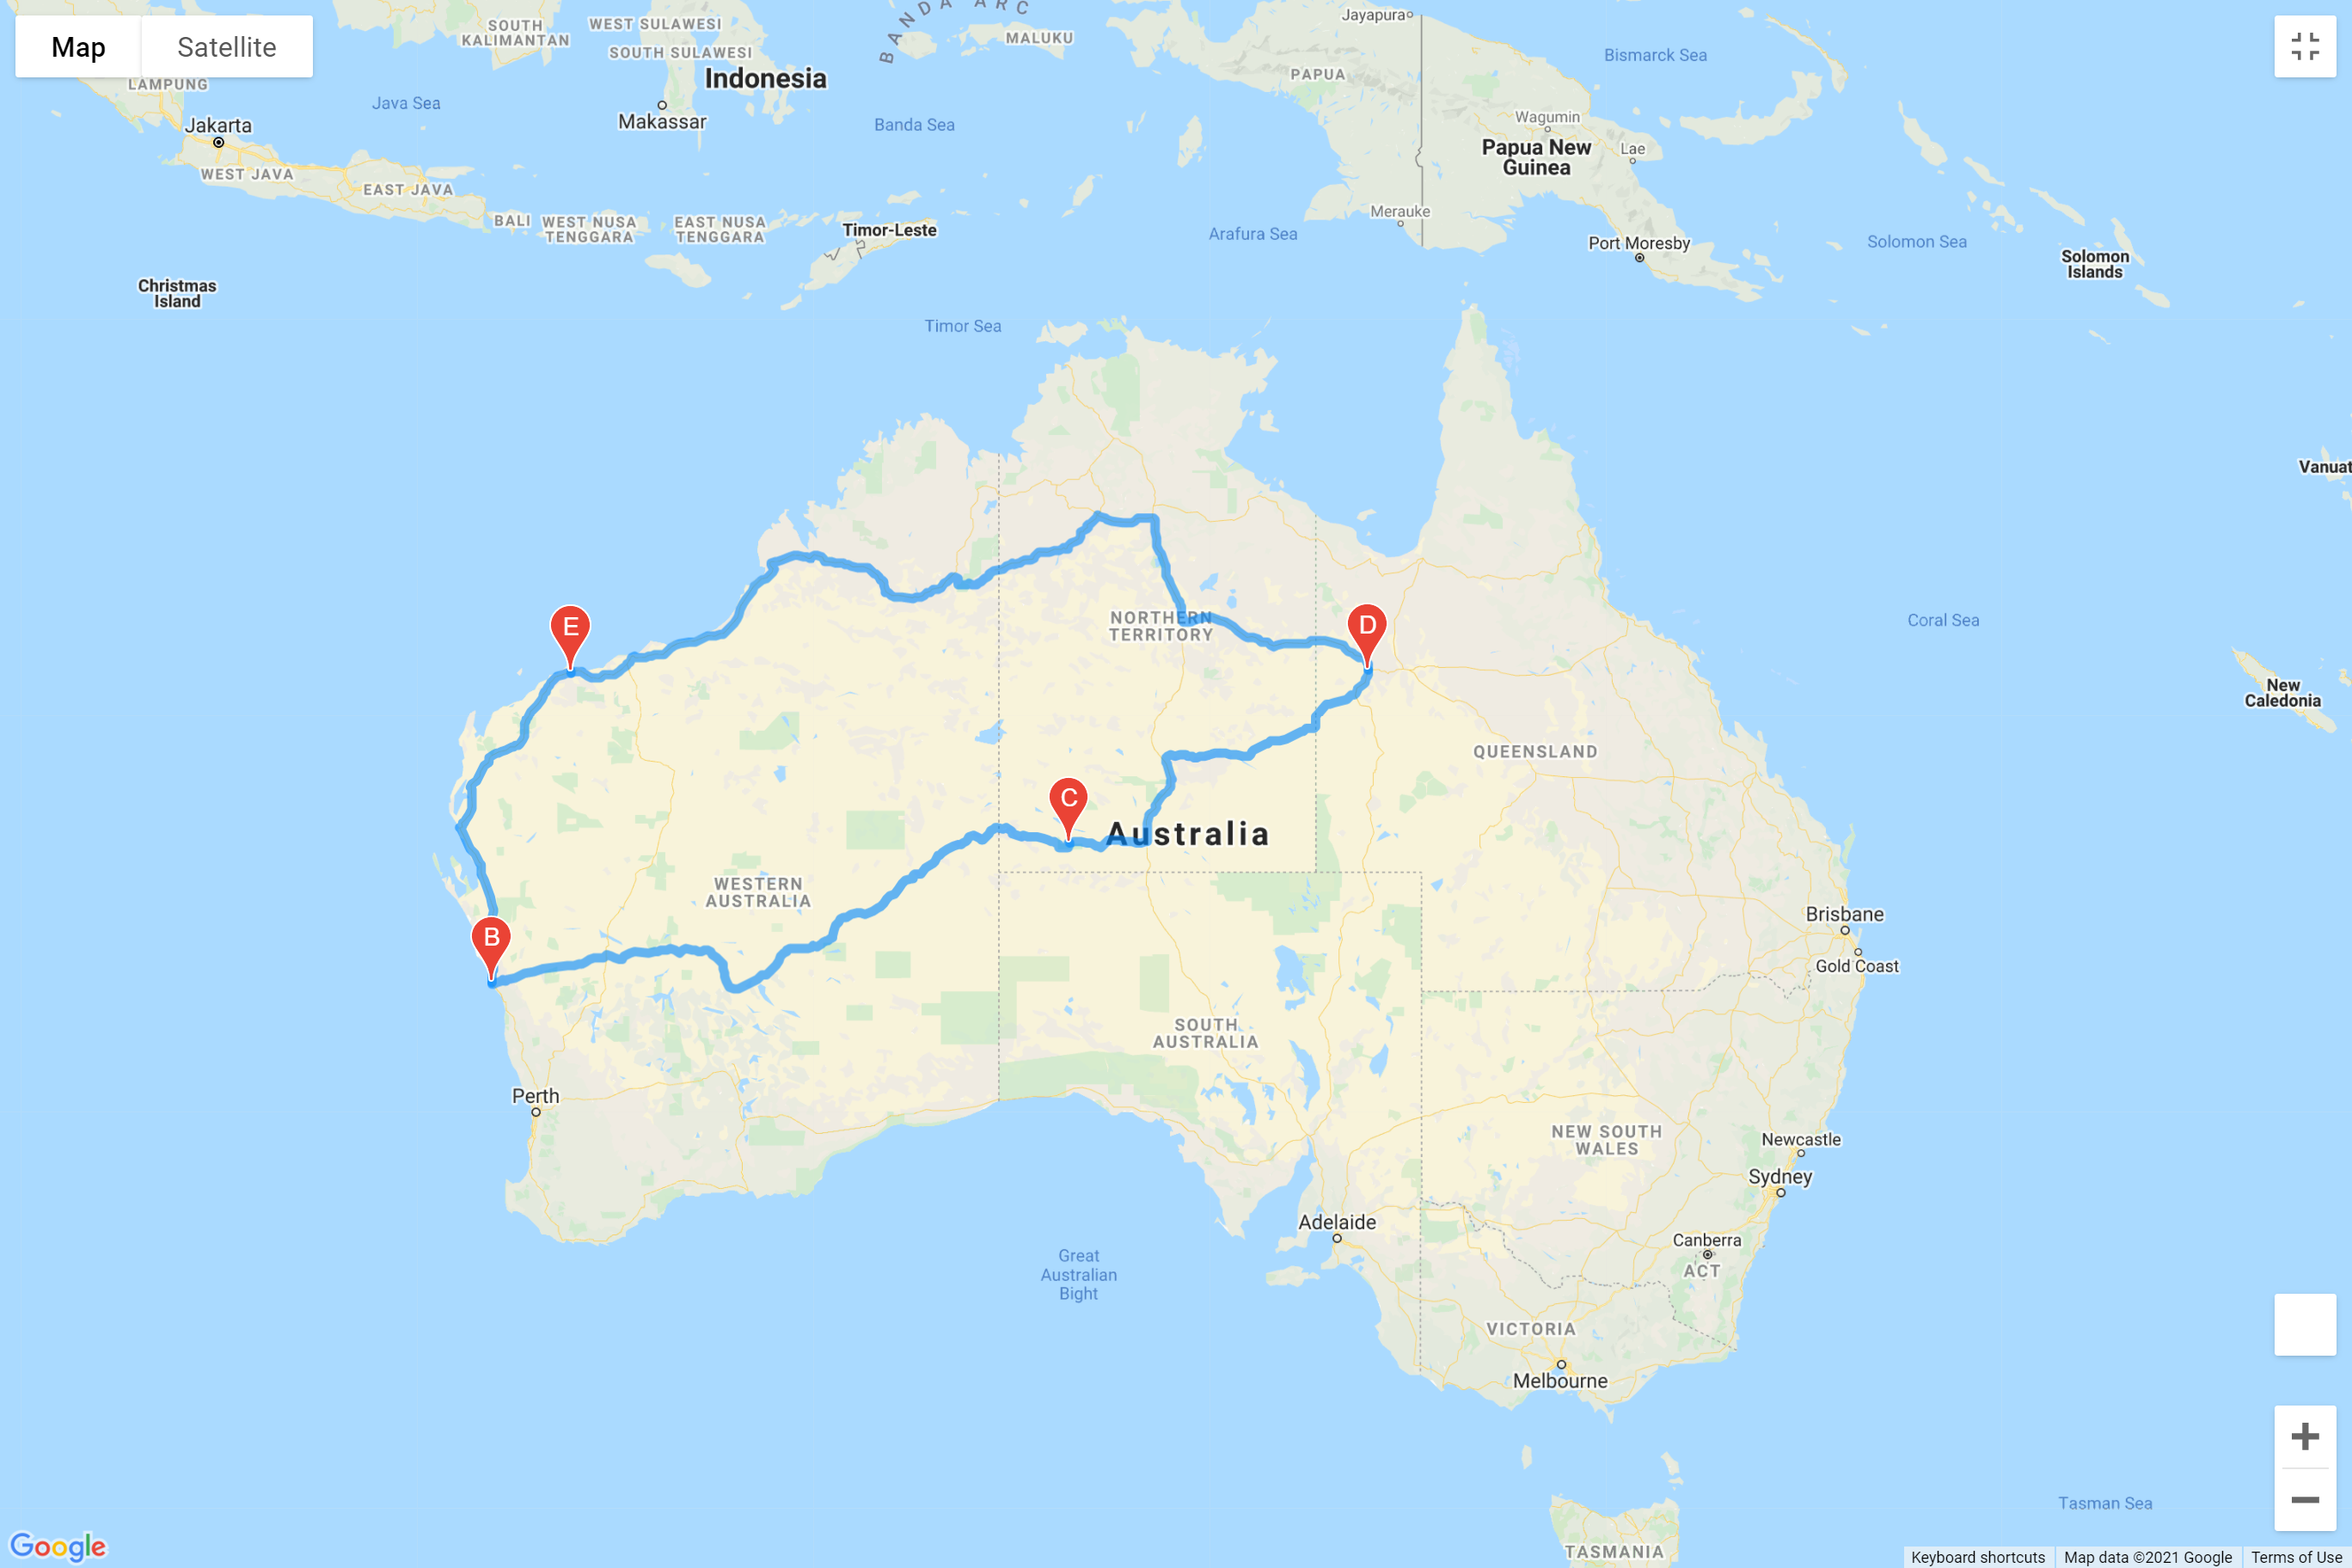 Map
Satellite
SOUTH
KALIMANTAN
WEST SULAWESI
SOUTH SULAWESI
BANDA ARC
MALUKU
Jayapura
Bismarck Sea
LAMPUNG
Indonesia
PAPUA
Java Sea
Makassar
Banda Sea
Wagumin
Jakarta
Papua New
Guinea
Lae
WEST JAVA
EAST JAVA
BALI
WEST NUSA
TENGGARA
EAST NUSA
TENGGARA
Timor-Leste
Arafura Sea
Merauke
Port Moresby
Solomon Sea
Solomon
Islands
Christmas
Island
Timor Sea
Vanuat
E
D
NORTHERN
TERRITORY
Coral Sea
New
Caledonia
QUEENSLAND
C
Australia
WESTERN
AUSTRALIA
B
Brisbane
Gold Coast
SOUTH
AUSTRALIA
Perth
NEW SOUTH
WALES
Newcastle
Sydney
Adelaide
Canberra
ACT
Great
Australian
Bight
VICTORIA
Melbourne
Tasman Sea
TASMANIA
Google
Keyboard shortcuts
Map data ©2021 Google
Terms of Use